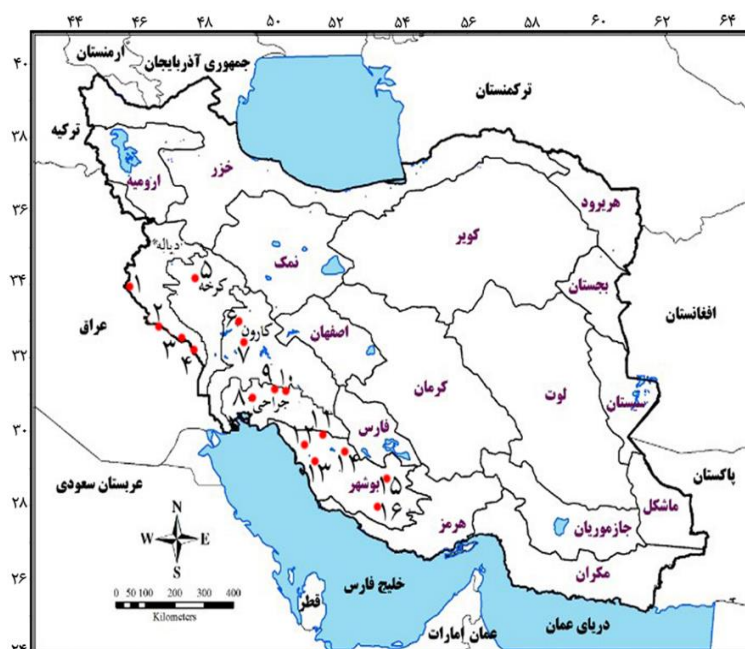 ۴۴ ۴۶ ۴۸ ۵۰ ۵۲ ۵۴ ۵۶ ۵۸ ۶۰ ۶۲ ۶۴
ارمنستان
جمهوری آذربایجان
۴۰
ترکمنستان
ترکیه
۳۸
خزر
ارومیه
هریرود
۳۶
دیاله*
کویر
نمک
۵
کرخه
بجستان
۳۴
۱
افغانستان
عراق
۲
۳
۴
۶
کارون
۷
اصفهان
۳۲
۹
۱۰
۸
جراحی
کرمان
لوت
سیستان
فارس
۱۱
۱۲
۱۳
۱۴
۳۰
پاکستان
عربستان سعودی
بوشهر
۱۵
۱۶
ماشکل
۲۸
هرمز
جازموریان
مکران
N
W E
S
۲۶
0 50 100 200 300 400
Kilometers
خلیج فارس
قطر
دریای عمان
عمان
امارات
۲۴